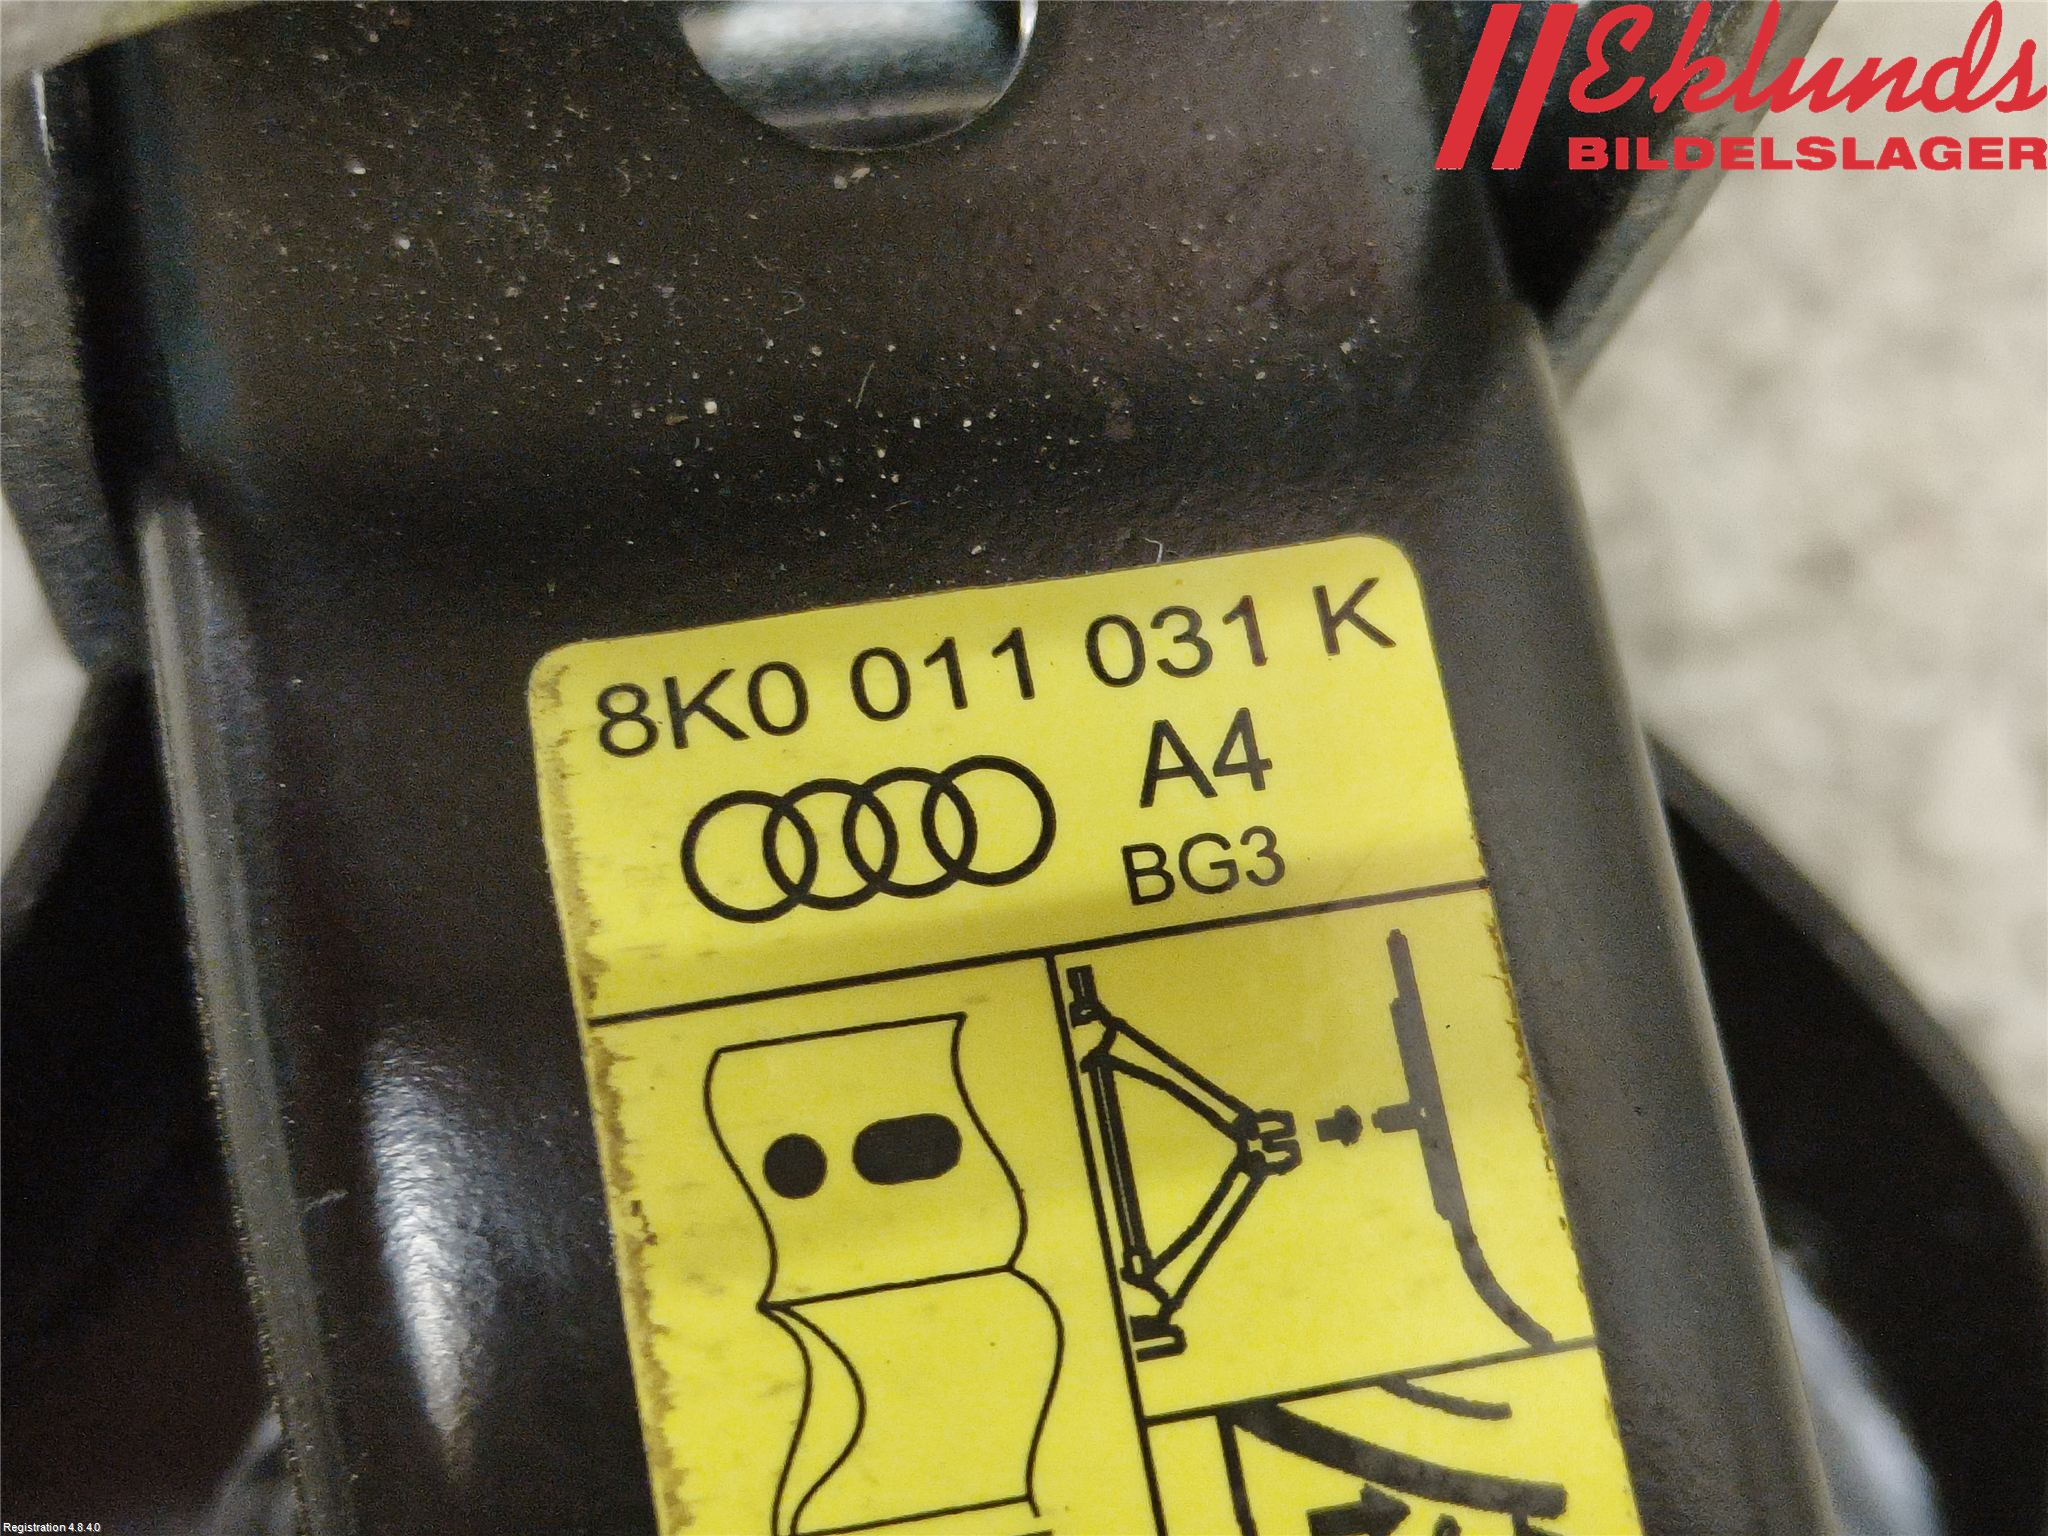 Eklunds
BILDELSLAGER
8K0 011 031 K
A4
BG3
Registration 4.8.4.0